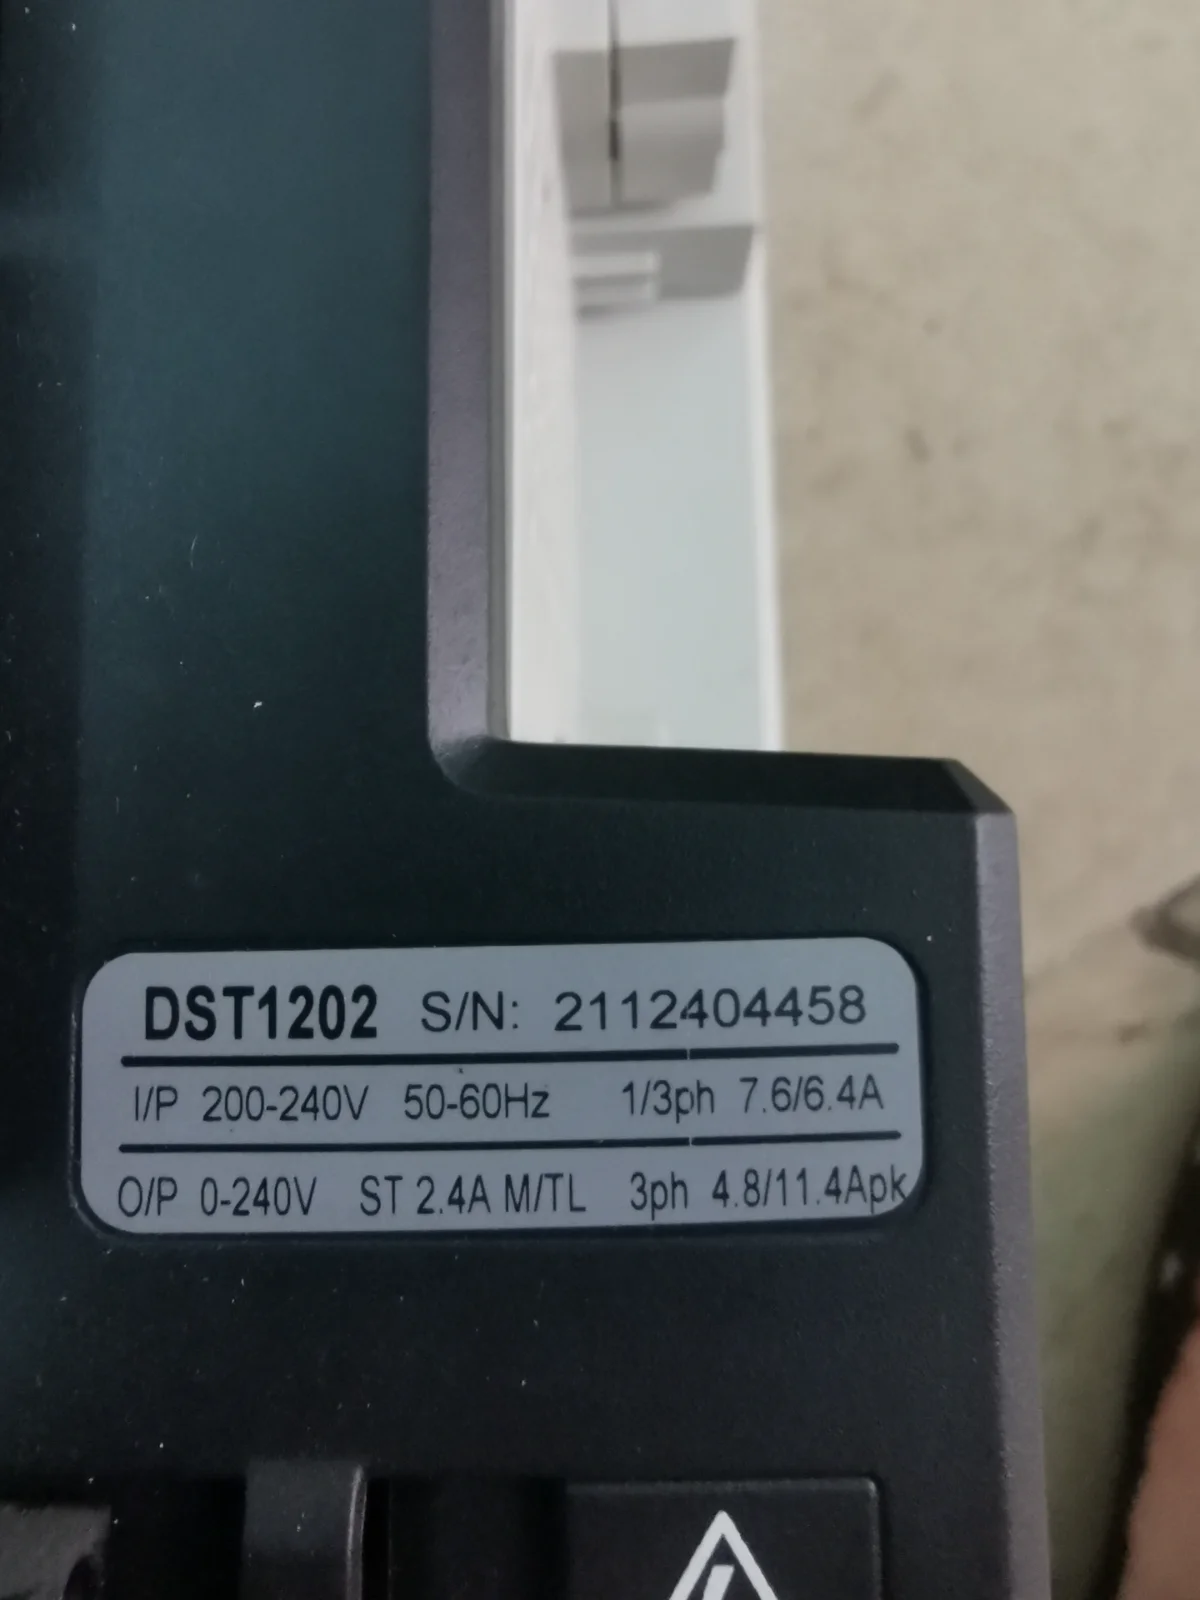 DST1202 S/N: 2112404458
I/P 200-240V 50-60Hz 1/3ph 7.6/6.4A
O/P 0-240V ST 2.4A M/TL 3ph 4.8/11.4Apk